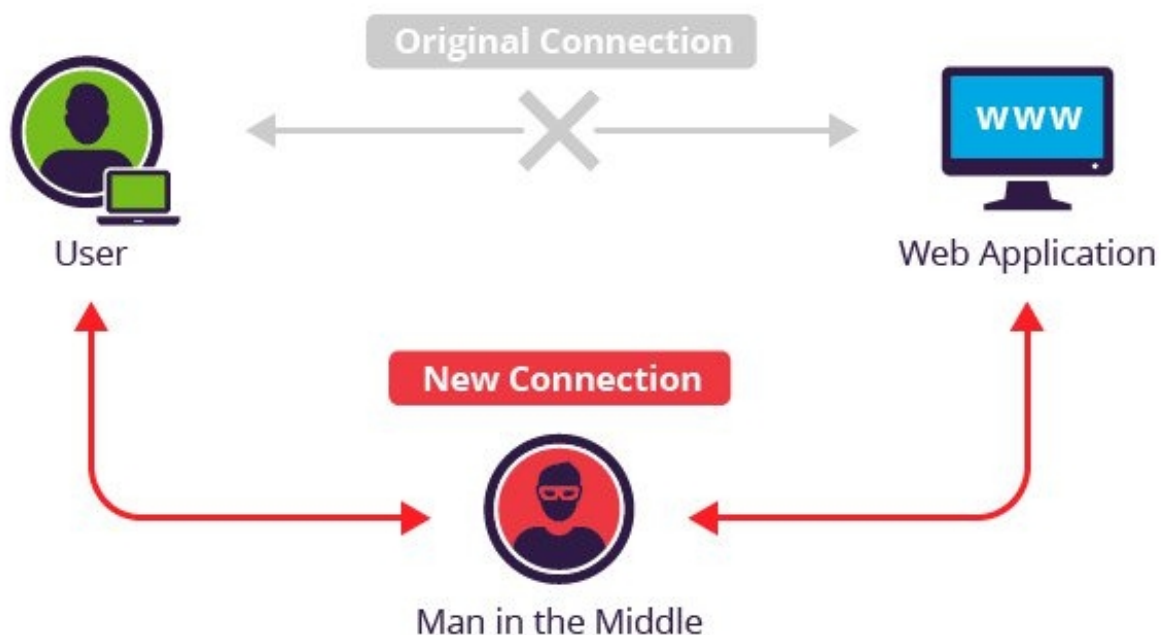 Original Connection
www
User
Web Application
New Connection
Man in the Middle